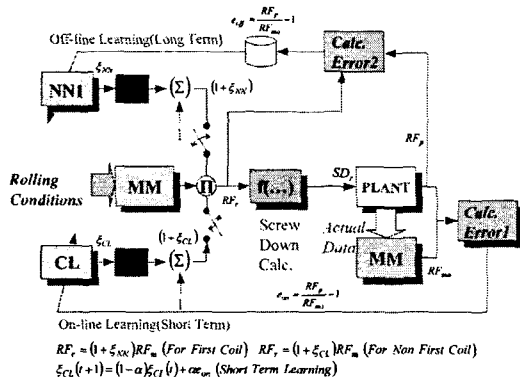 e_off = RF_p / RF_ma − 1
Off-line Learning(Long Term)
Calc.
Error2
ξ_NN
NN1
(Σ)
(1+ξ_NN)
RF_p
Rolling
Conditions
MM
Π
RF_r
f(...)
SD_r
PLANT
Screw
Down
Calc.
Actual
Data
Calc.
Error1
MM
RF_ma
ξ_CL
CL
(Σ)
(1+ξ_CL)
e_on = RF_p / RF_ma − 1
On-line Learning(Short Term)
RF_r = (1+ξ_NN)RF_m (For First Coil) RF_r = (1+ξ_CL)RF_m (For Non First Coil)
ξ_CL(t+1) = (1−α)ξ_CL(t) + αe_on (Short Term Learning)